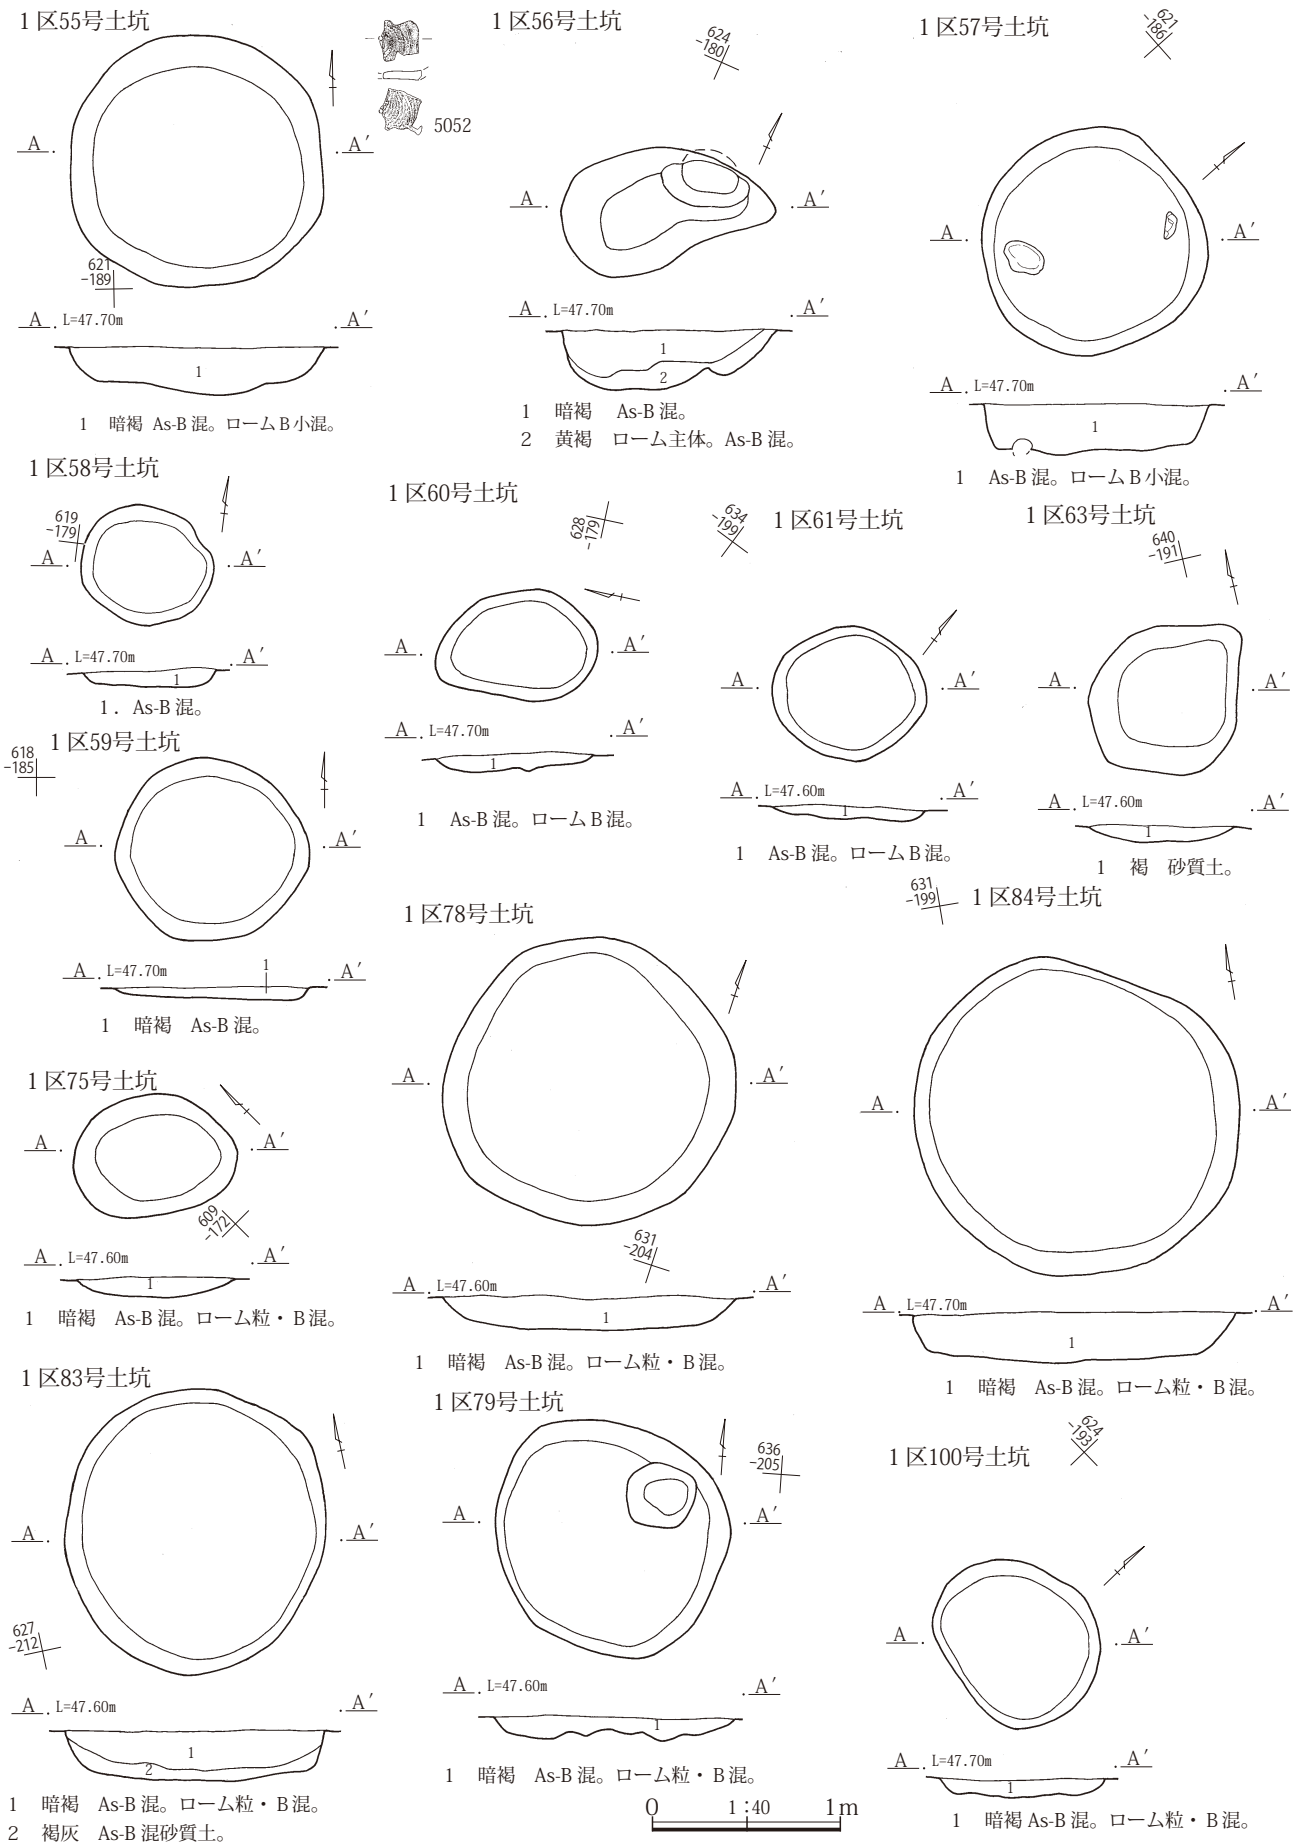 1区55号土坑
5052
A
A′
621
-189
A
L=47.70m
A′
1
1 暗褐 As-B 混。ロームB小混。
1区56号土坑
624
-180
A
A′
A
L=47.70m
A′
1
2
1 暗褐 As-B 混。
2 黄褐 ローム主体。As-B 混。
1区57号土坑
621
-186
A
A′
A
L=47.70m
A′
1
1 As-B 混。ロームB小混。
1区58号土坑
619
-179
A
A′
A
L=47.70m
A′
1
1. As-B 混。
1区60号土坑
628
-179
A
A′
A
L=47.70m
A′
1
1 As-B 混。ロームB混。
1区61号土坑
634
-199
A
A′
A
L=47.60m
A′
1
1 As-B 混。ロームB混。
1区63号土坑
640
-191
A
A′
A
L=47.60m
A′
1
1 褐 砂質土。
1区59号土坑
618
-185
A
A′
A
L=47.70m
A′
1
1 暗褐 As-B 混。
1区78号土坑
A
A′
631
-204
A
L=47.60m
A′
1
1 暗褐 As-B 混。ローム粒・B混。
1区84号土坑
631
-199
A
A′
A
L=47.70m
A′
1
1 暗褐 As-B 混。ローム粒・B混。
1区75号土坑
A
A′
609
-172
A
L=47.60m
A′
1
1 暗褐 As-B 混。ローム粒・B混。
1区83号土坑
A
A′
627
-212
A
L=47.60m
A′
1
2
1 暗褐 As-B 混。ローム粒・B混。
2 褐灰 As-B 混砂質土。
1区79号土坑
636
-205
A
A′
A
L=47.60m
A′
1
1 暗褐 As-B 混。ローム粒・B混。
1区100号土坑
624
-193
A
A′
A
L=47.70m
A′
1
1 暗褐 As-B 混。ローム粒・B混。
0 1:40 1m